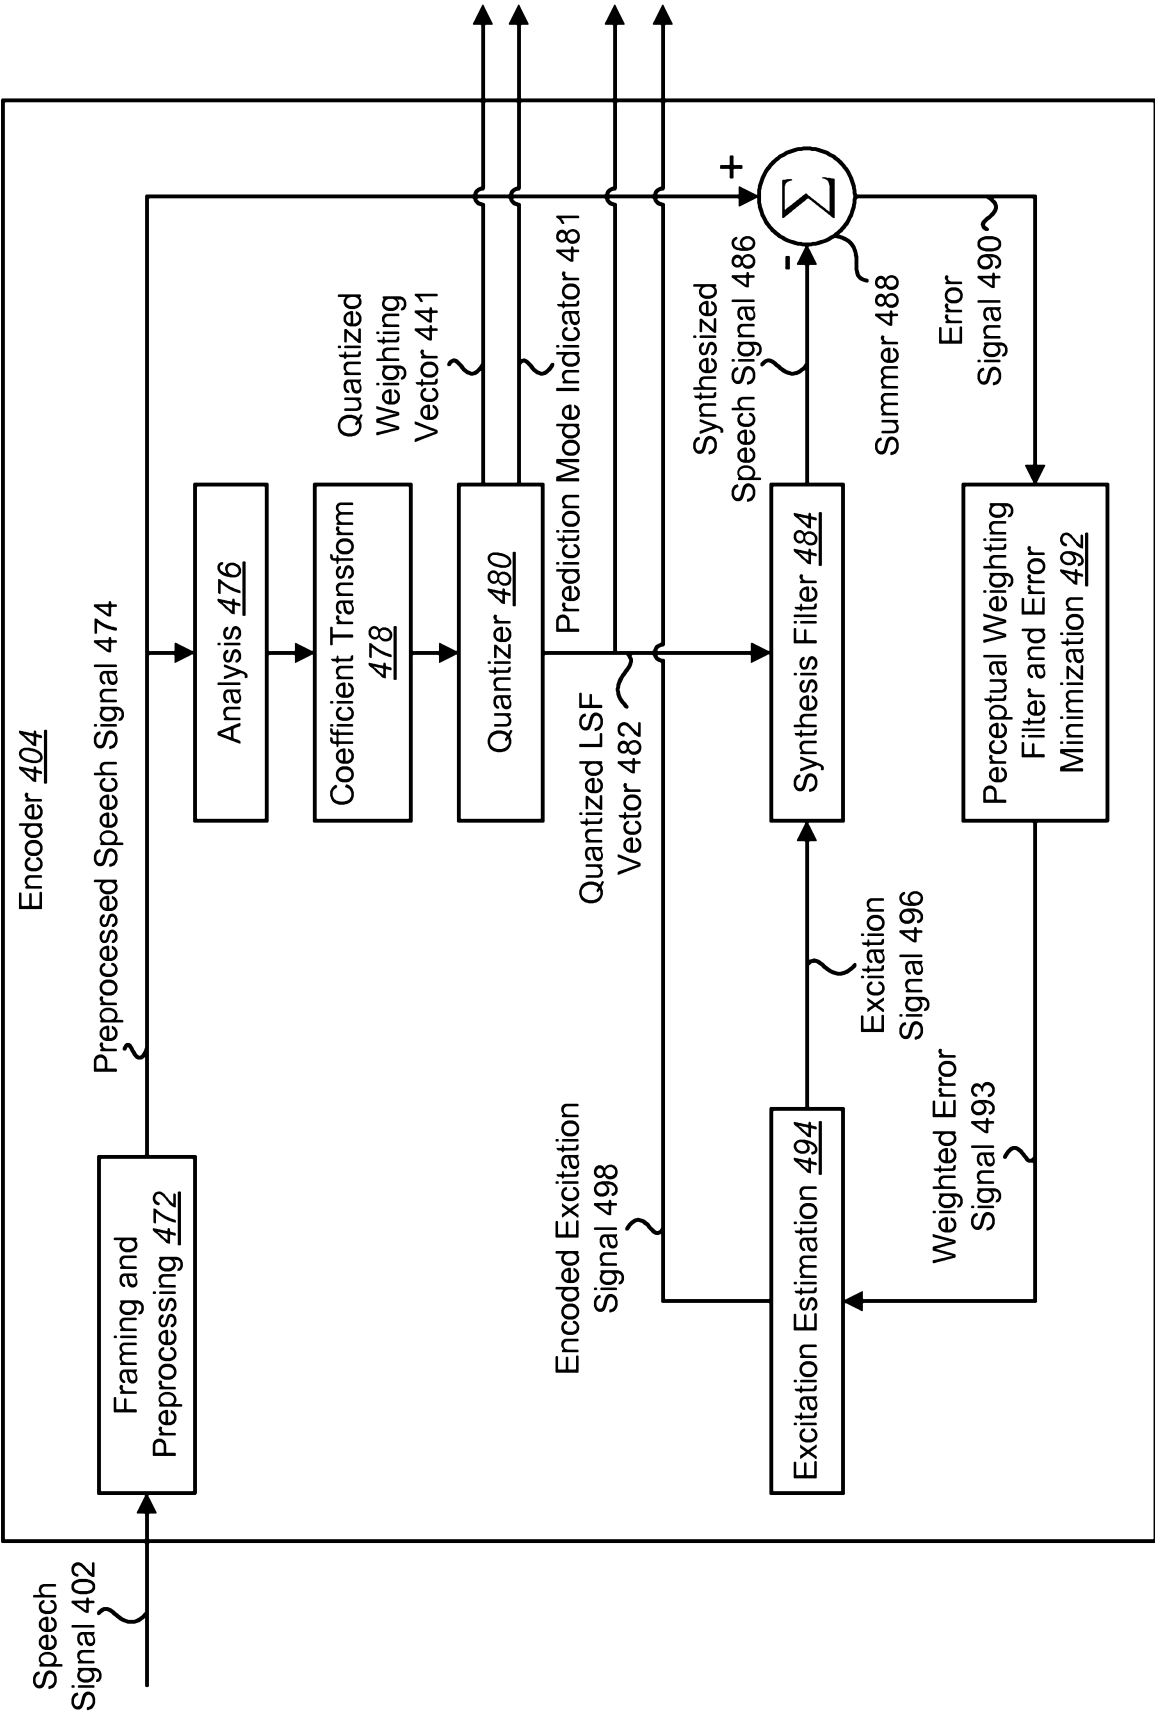 Encoder 404
Speech
Signal 402
Framing and
Preprocessing 472
Preprocessed Speech Signal 474
Analysis 476
Coefficient Transform
478
Quantizer 480
Quantized
Weighting
Vector 441
Prediction Mode Indicator 481
Quantized LSF
Vector 482
Encoded Excitation
Signal 498
Excitation Estimation 494
Excitation
Signal 496
Synthesis Filter 484
Synthesized
Speech Signal 486
+
-
Σ
Summer 488
Error
Signal 490
Perceptual Weighting
Filter and Error
Minimization 492
Weighted Error
Signal 493